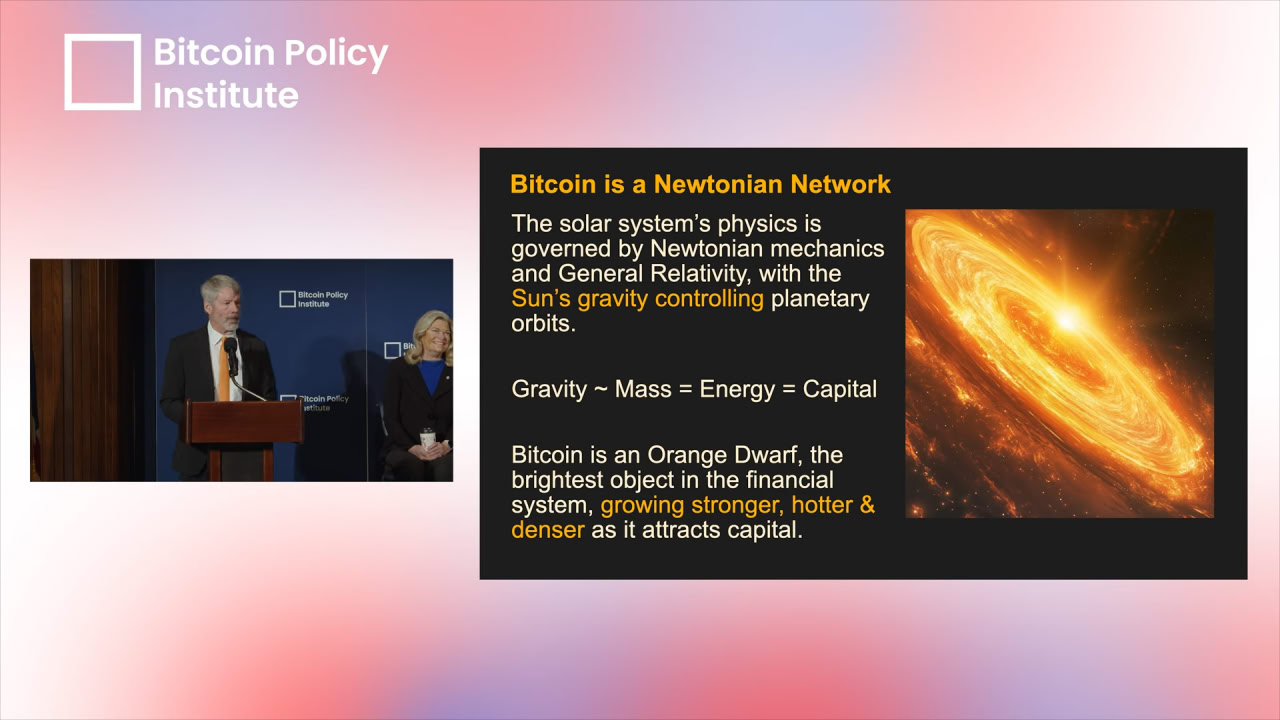 Bitcoin Policy
Institute
Bitcoin is a Newtonian Network
The solar system’s physics is
governed by Newtonian mechanics
and General Relativity, with the
Sun’s gravity controlling planetary
orbits.
Gravity ~ Mass = Energy = Capital
Bitcoin is an Orange Dwarf, the
brightest object in the financial
system, growing stronger, hotter &
denser as it attracts capital.
Bitcoin Policy
Institute
Bitcoin Policy
Institute